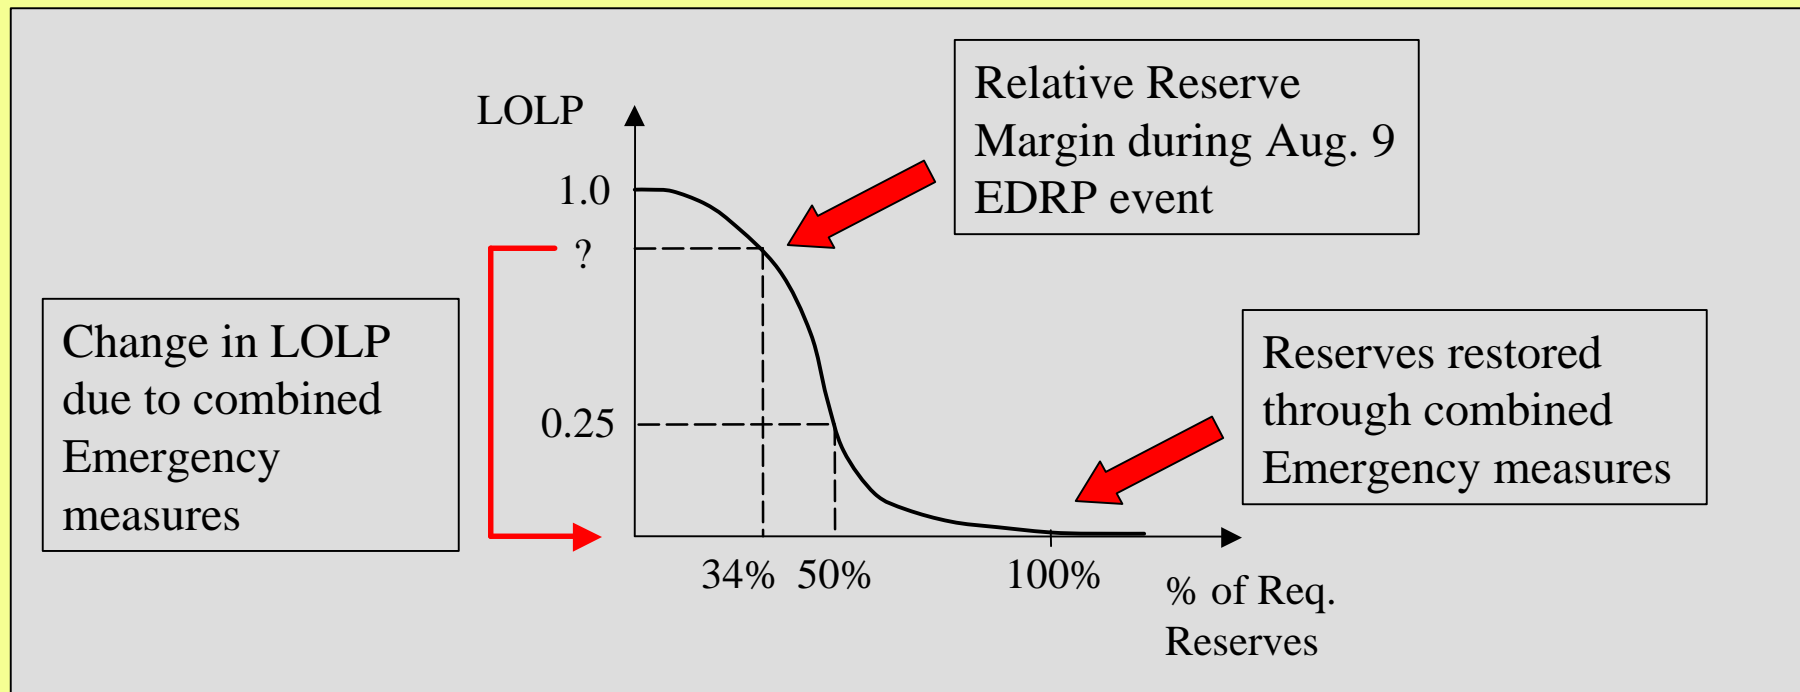 LOLP
1.0
?
0.25
34%
50%
100%
% of Req.
Reserves
Relative Reserve
Margin during Aug. 9
EDRP event
Change in LOLP
due to combined
Emergency
measures
Reserves restored
through combined
Emergency measures